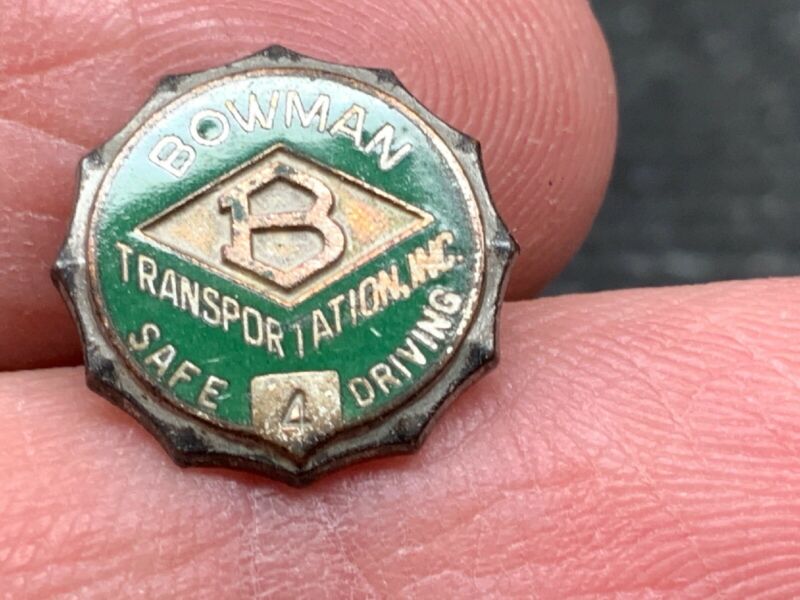 BOWMAN
B
TRANSPORTATION, INC.
SAFE 4 DRIVING